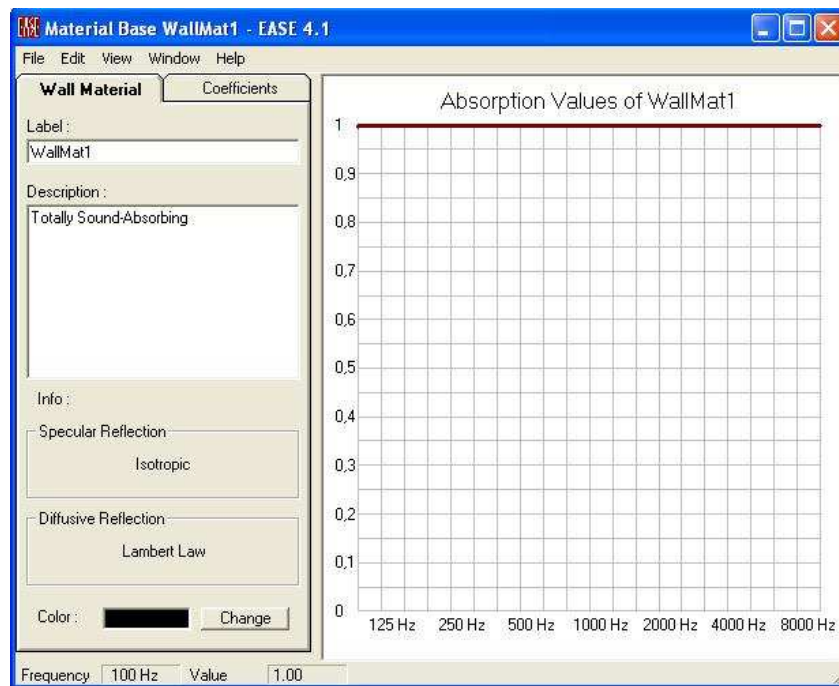 EASE Material Base WallMat1 - EASE 4.1
File Edit View Window Help
Wall Material Coefficients
Label :
WallMat1
Description :
Totally Sound-Absorbing
Info :
Specular Reflection
Isotropic
Diffusive Reflection
Lambert Law
Color : Change
Absorption Values of WallMat1
1
0,9
0,8
0,7
0,6
0,5
0,4
0,3
0,2
0,1
0
125 Hz 250 Hz 500 Hz 1000 Hz 2000 Hz 4000 Hz 8000 Hz
Frequency 100 Hz Value 1.00